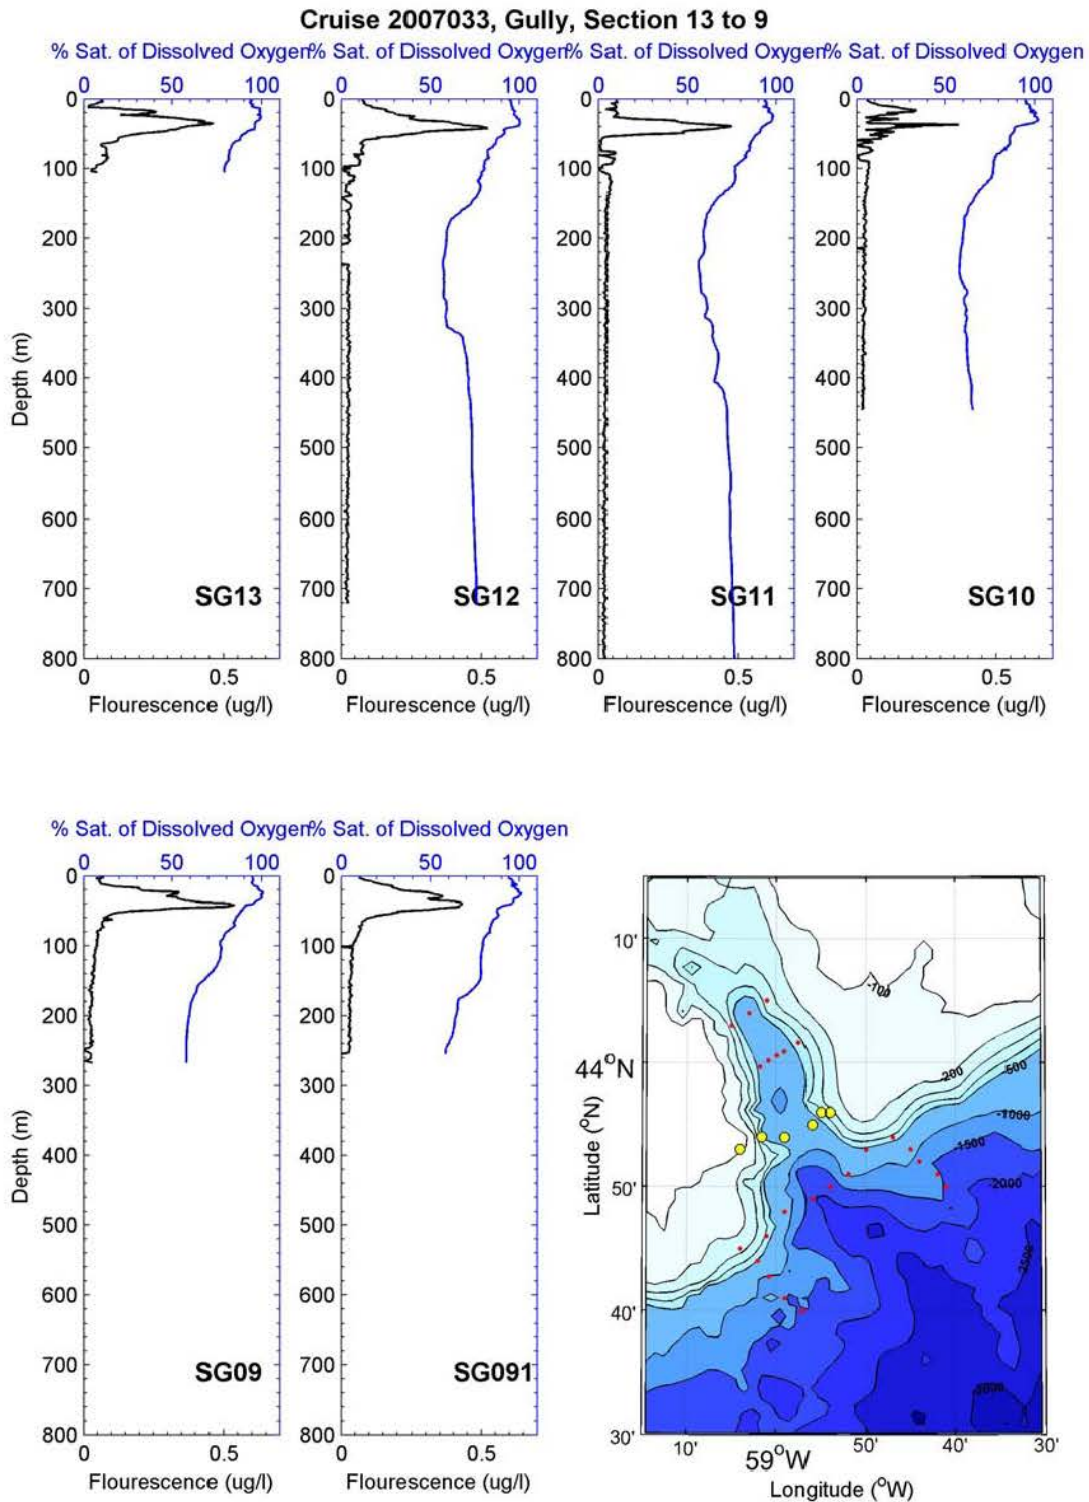 Cruise 2007033, Gully, Section 13 to 9
% Sat. of Dissolved Oxygen % Sat. of Dissolved Oxygen % Sat. of Dissolved Oxygen % Sat. of Dissolved Oxygen
0 50 100 0 50 100 0 50 100 0 50 100
0 0 0 0
100 100 100 100
200 200 200 200
300 300 300 300
Depth (m)
400 400 400 400
500 500 500 500
600 600 600 600
700 700 700 700
SG13 SG12 SG11 SG10
800 800 800 800
0 0.5 0 0.5 0 0.5 0 0.5
Flourescence (ug/l) Flourescence (ug/l) Flourescence (ug/l) Flourescence (ug/l)
% Sat. of Dissolved Oxygen % Sat. of Dissolved Oxygen
0 50 100 0 50 100
0 0
100 100
200 200
300 300
Depth (m)
400 400
500 500
600 600
700 700
SG09 SG091
800 800
0 0.5 0 0.5
Flourescence (ug/l) Flourescence (ug/l)
10'
-100
44°N
-200
-500
-1000
-1500
Latitude (°N)
50'
-2000
-2500
40'
-3000
30'
10' 59°W 50' 40' 30'
Longitude (°W)